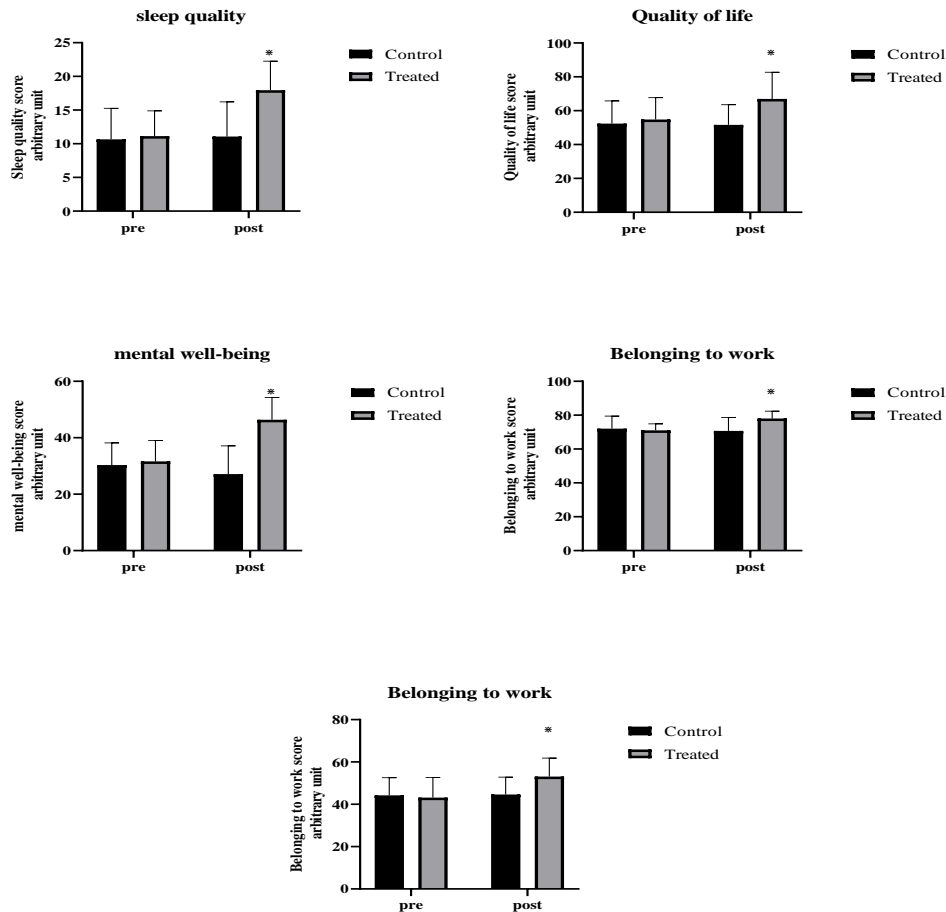 sleep quality
25
20
15
10
5
0
Sleep quality score
arbitrary unit
*
pre
post
Control
Treated
Quality of life
100
80
60
40
20
0
Quality of life score
arbitrary unit
*
pre
post
Control
Treated
mental well-being
60
40
20
0
mental well-being score
arbitrary unit
*
pre
post
Control
Treated
Belonging to work
100
80
60
40
20
0
Belonging to work score
arbitrary unit
*
pre
post
Control
Treated
Belonging to work
80
60
40
20
0
Belonging to work score
arbitrary unit
*
pre
post
Control
Treated